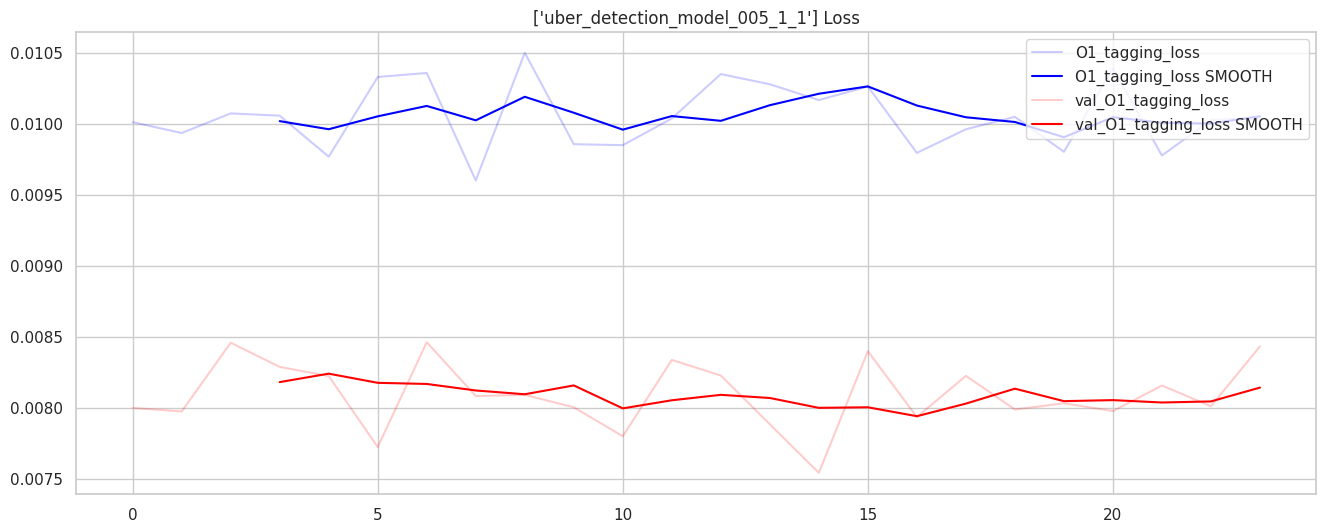 ['uber_detection_model_005_1_1'] Loss
0.0105
0.0100
0.0095
0.0090
0.0085
0.0080
0.0075
O1_tagging_loss
O1_tagging_loss SMOOTH
val_O1_tagging_loss
val_O1_tagging_loss SMOOTH
0 5 10 15 20